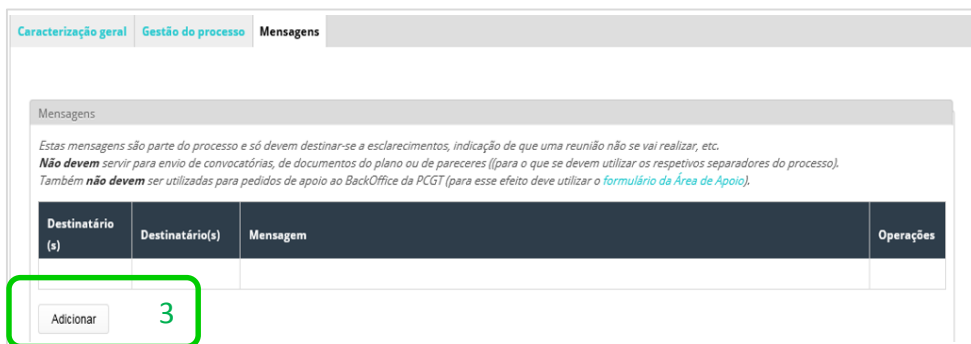 Caracterização geral Gestão do processo Mensagens
Mensagens
Estas mensagens são parte do processo e só devem destinar-se a esclarecimentos, indicação de que uma reunião não se vai realizar, etc.
Não devem servir para envio de convocatórias, de documentos do plano ou de pareceres ((para o que se devem utilizar os respetivos separadores do processo).
Também não devem ser utilizadas para pedidos de apoio ao BackOffice da PCGT (para esse efeito deve utilizar o formulário da Área de Apoio).
Destinatário
(s) Destinatário(s) Mensagem Operações
Adicionar 3